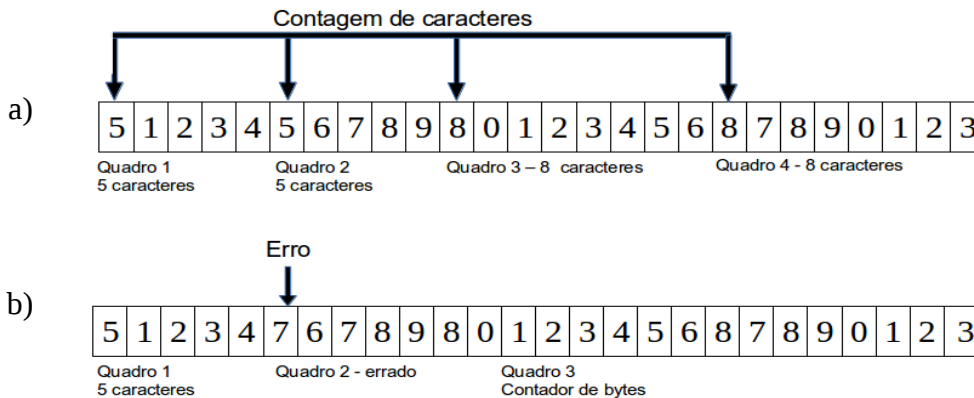 Contagem de caracteres
a)
5 1 2 3 4 5 6 7 8 9 8 0 1 2 3 4 5 6 8 7 8 9 0 1 2 3
Quadro 1
5 caracteres
Quadro 2
5 caracteres
Quadro 3 – 8 caracteres
Quadro 4 - 8 caracteres
Erro
b)
5 1 2 3 4 7 6 7 8 9 8 0 1 2 3 4 5 6 8 7 8 9 0 1 2 3
Quadro 1
5 caracteres
Quadro 2 - errado
Quadro 3
Contador de bytes